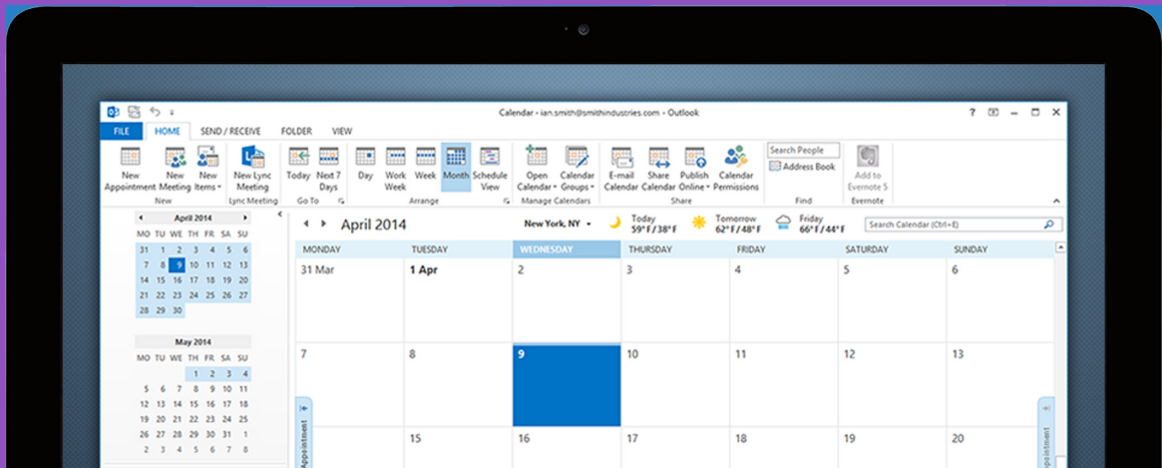 Calendar - ian.smith@smithindustries.com - Outlook
FILE HOME SEND / RECEIVE FOLDER VIEW
New Appointment
New Meeting
New Items
New Lync Meeting
Today
Next 7 Days
Day
Work Week
Week
Month
Schedule View
Open Calendar
Calendar Groups
E-mail Calendar
Share Calendar
Publish Online
Calendar Permissions
Search People
Address Book
Add to Evernote 5
New Lync Meeting Go To Arrange Manage Calendars Share Find Evernote
April 2014
MO TU WE TH FR SA SU
31 1 2 3 4 5 6
7 8 9 10 11 12 13
14 15 16 17 18 19 20
21 22 23 24 25 26 27
28 29 30
May 2014
MO TU WE TH FR SA SU
1 2 3 4
5 6 7 8 9 10 11
12 13 14 15 16 17 18
19 20 21 22 23 24 25
26 27 28 29 30 31 1
2 3 4 5 6 7 8
April 2014
New York, NY
Today
59°F/38°F
Tomorrow
62°F/48°F
Friday
66°F/44°F
Search Calendar (Ctrl+E)
MONDAY TUESDAY WEDNESDAY THURSDAY FRIDAY SATURDAY SUNDAY
31 Mar 1 Apr 2 3 4 5 6
7 8 9 10 11 12 13
15 16 17 18 19 20
Appointment